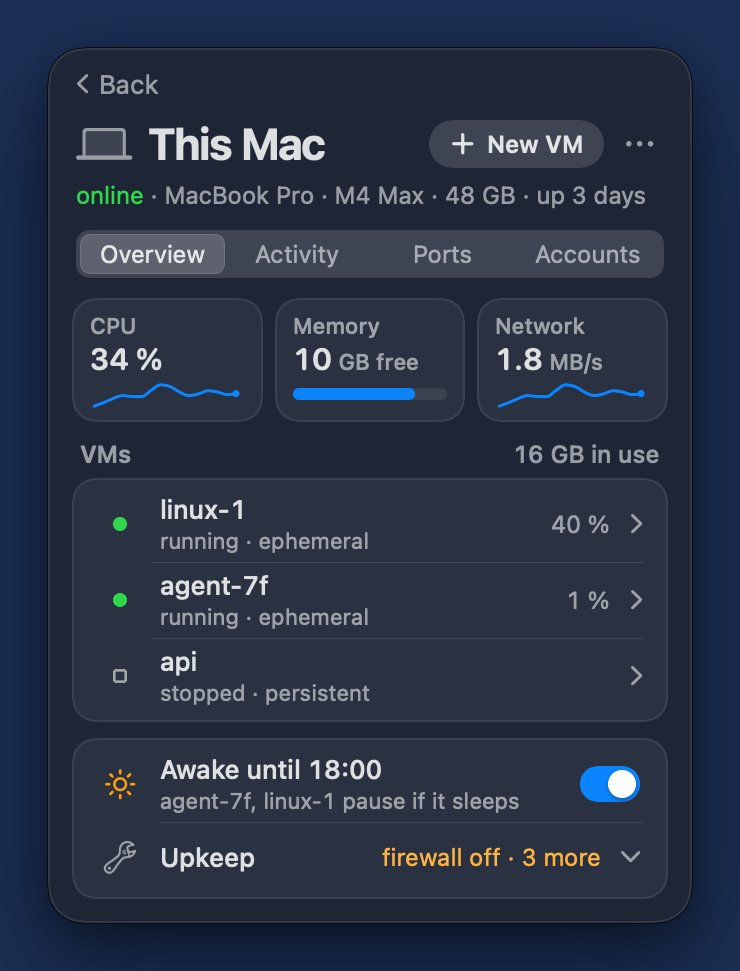 Back
This Mac
New VM
online · MacBook Pro · M4 Max · 48 GB · up 3 days
Overview Activity Ports Accounts
CPU
34 %
Memory
10 GB free
Network
1.8 MB/s
VMs 16 GB in use
linux-1
running · ephemeral
40 %
agent-7f
running · ephemeral
1 %
api
stopped · persistent
Awake until 18:00
agent-7f, linux-1 pause if it sleeps
Upkeep firewall off · 3 more